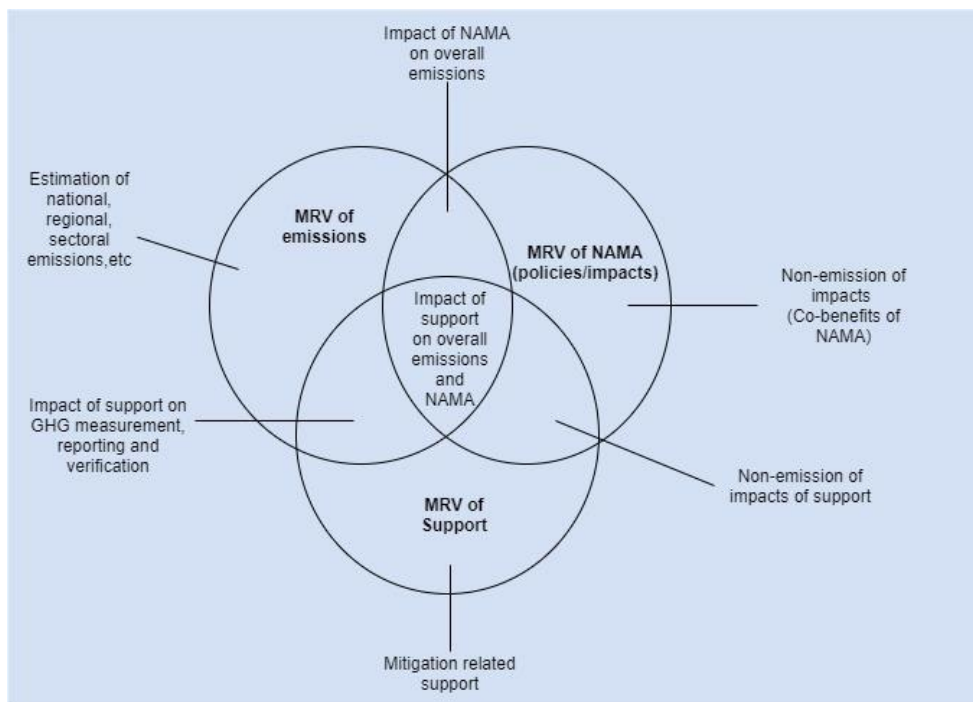 Impact of NAMA
on overall
emissions
Estimation of
national,
regional,
sectoral
emissions,etc
MRV of
emissions
MRV of NAMA
(policies/impacts)
Non-emission of
impacts
(Co-benefits of
NAMA)
Impact of
support
on overall
emissions
and
NAMA
Impact of support on
GHG measurement,
reporting and
verification
Non-emission of
impacts of support
MRV of
Support
Mitigation related
support